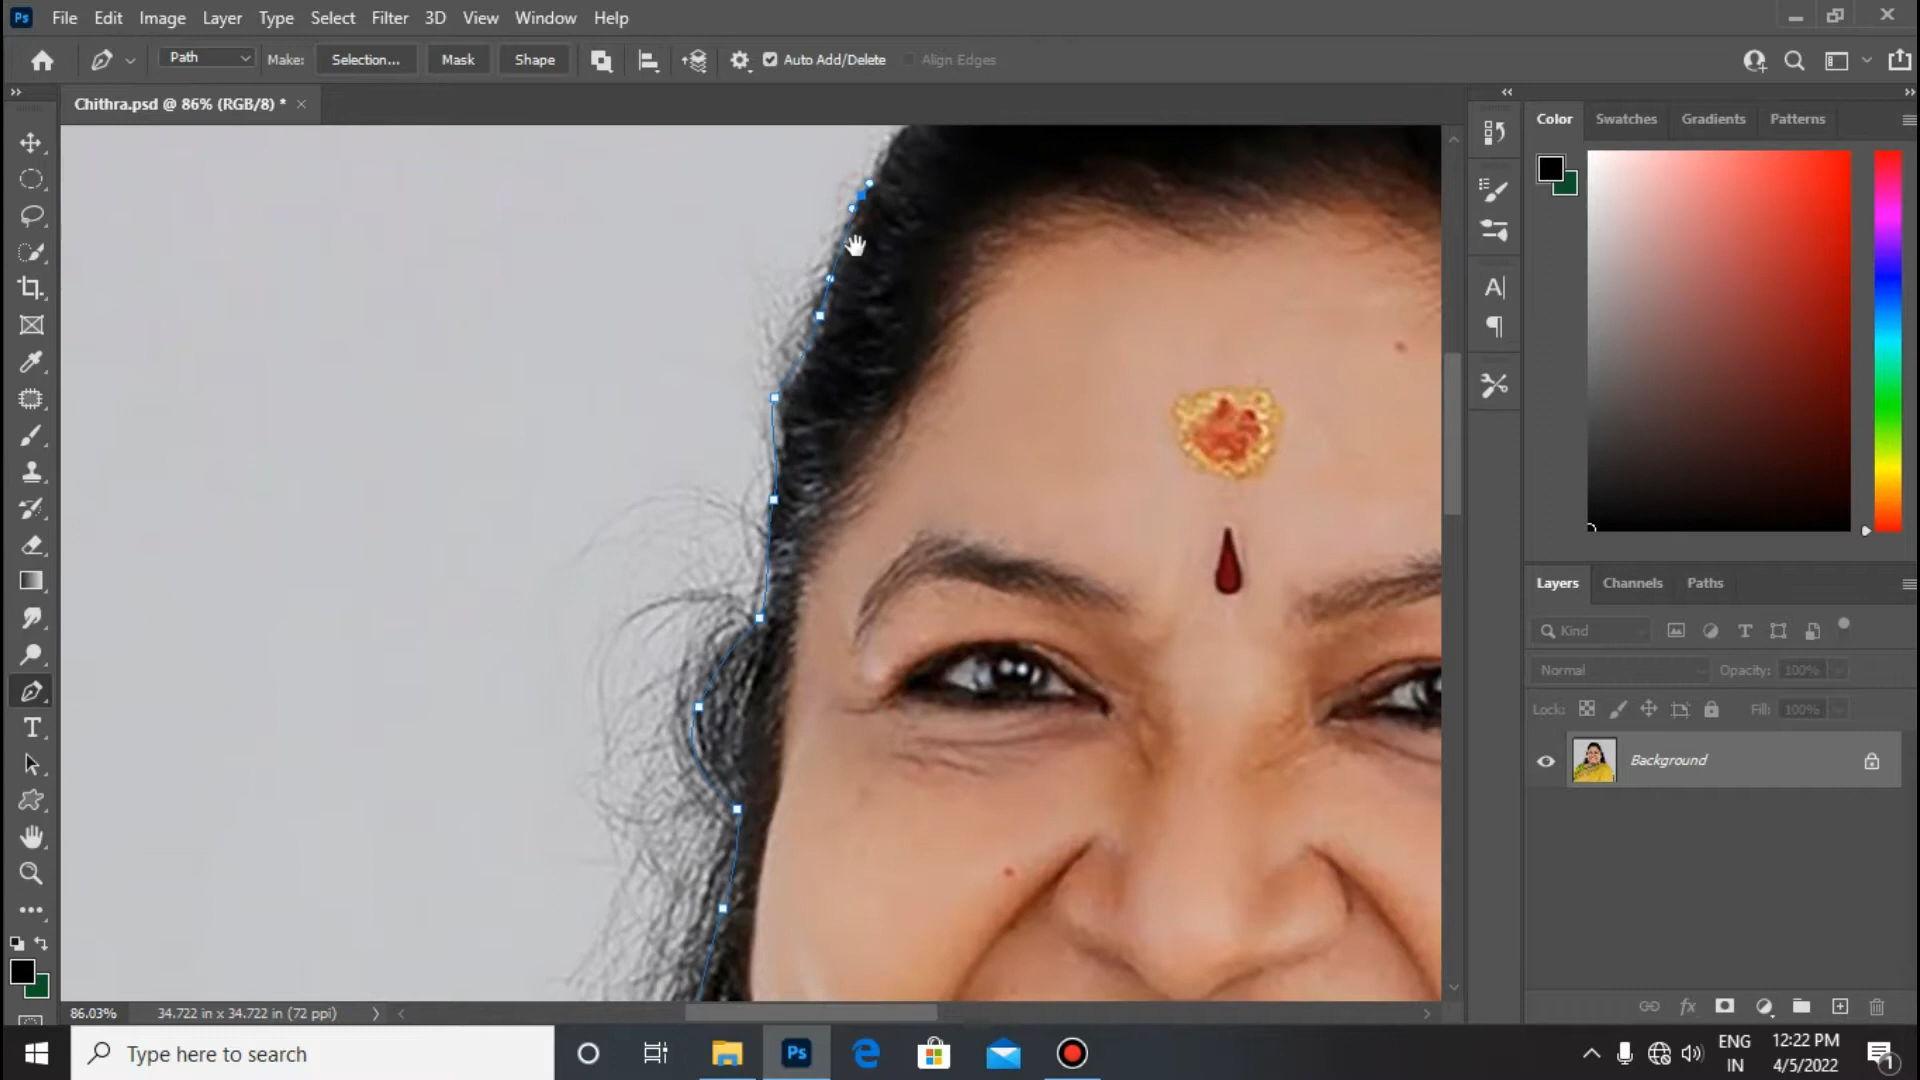 Ps File Edit Image Layer Type Select Filter 3D View Window Help
Path Make: Selection... Mask Shape Auto Add/Delete Align Edges
Chithra.psd @ 86% (RGB/8) *
Color Swatches Gradients Patterns
Layers Channels Paths
Kind
Normal Opacity: 100%
Lock: Fill: 100%
Background
86.03% 34.722 in x 34.722 in (72 ppi)
Type here to search
Ps
ENG
IN
12:22 PM
4/5/2022
1